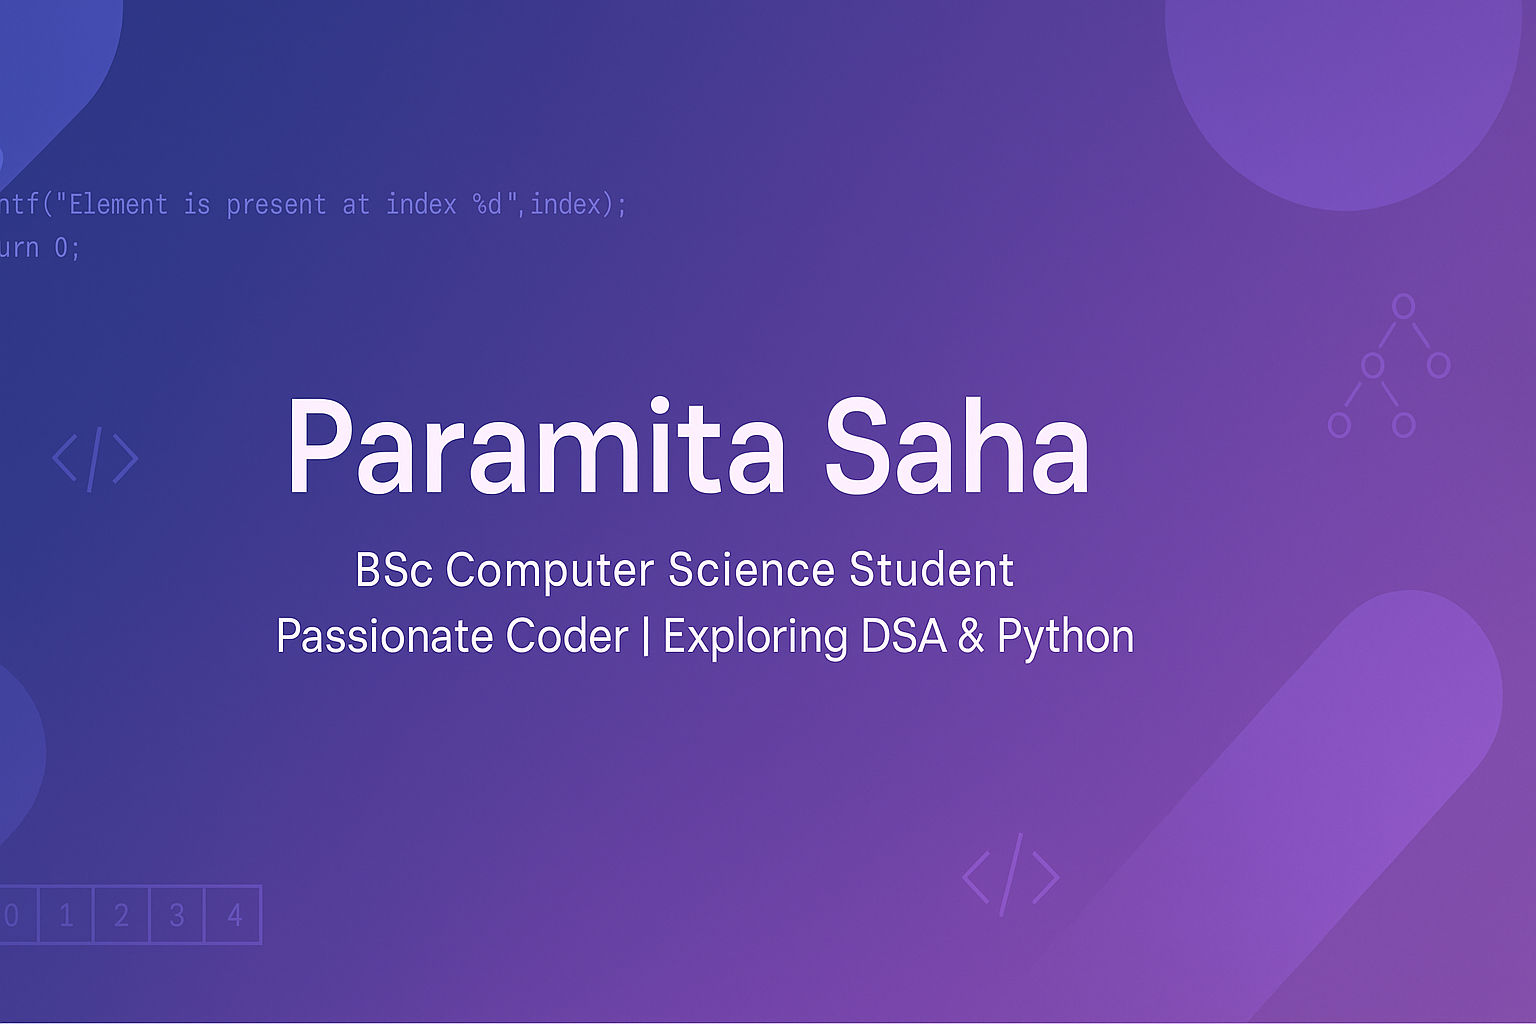 ntf("Element is present at index %d",index);
urn 0;
</>
Paramita Saha
BSc Computer Science Student
Passionate Coder | Exploring DSA & Python
</>
0 1 2 3 4